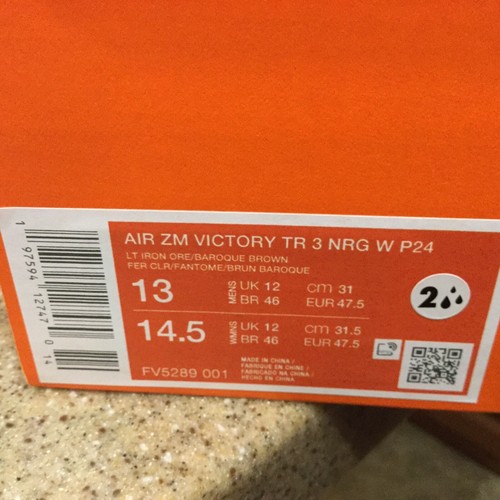 AIR ZM VICTORY TR 3 NRG W P24
LT IRON ORE/BAROQUE BROWN
FER CLR/FANTOME/BRUN BAROQUE
13 MENS UK 12 CM 31
BR 46 EUR 47.5
14.5 WMNS UK 12 CM 31.5
BR 46 EUR 47.5
MADE IN CHINA /
FABRIQUE EN CHINE /
FABRICADO NA CHINA /
HECHO EN CHINA
FV5289 001
1 97594 12747 0 14
2